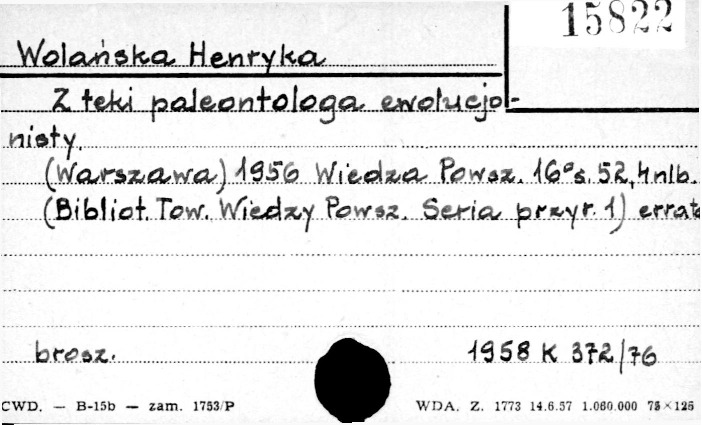 15822
Wolańska Henryka
Z teki paleontologa ewolucjo-
nisty.
(Warszawa) 1956 Wiedza Powsz. 16° s. 52, 4 nlb.
(Bibliot. Tow. Wiedzy Powsz. Seria przyr. 1) errat
brosz.
1958 K 372/76
CWD. — B-15b — zam. 1753/P
WDA. Z. 1773 14.6.57 1.060.000 75×125